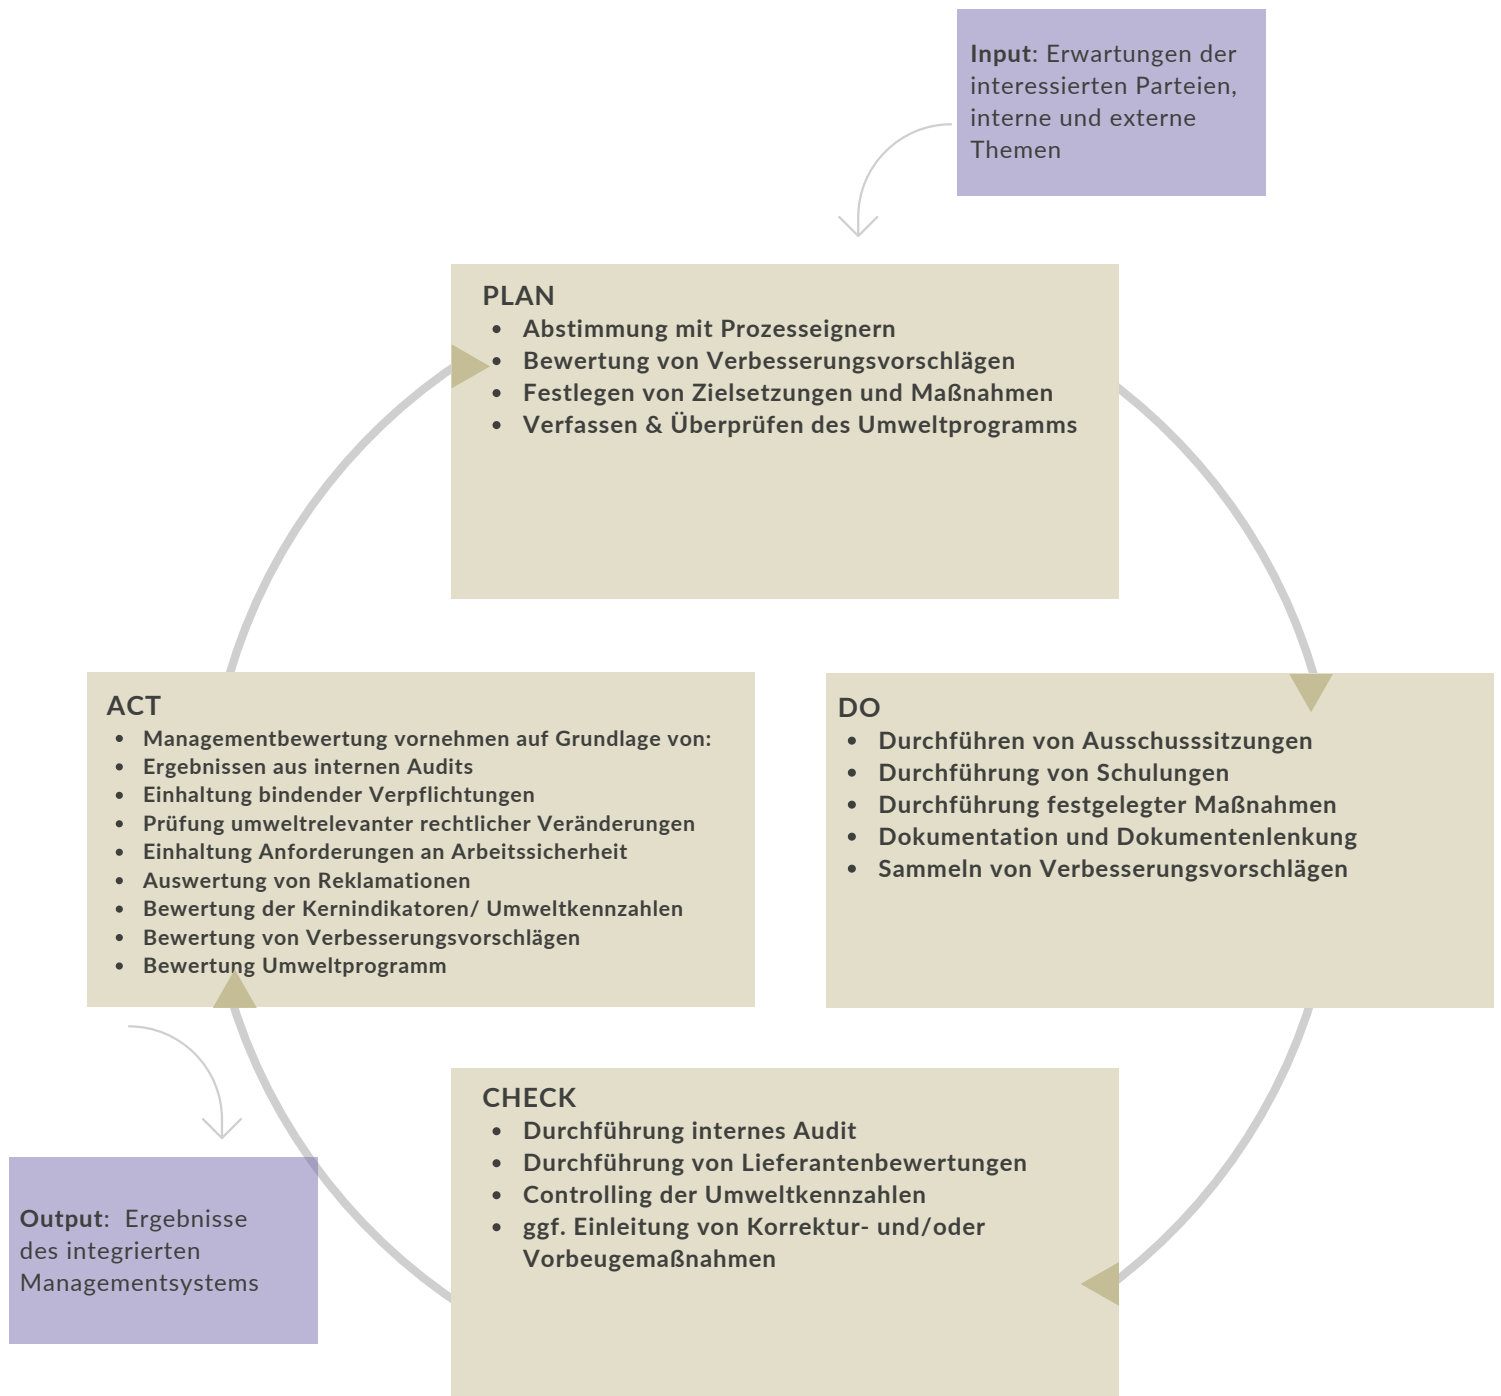 Input: Erwartungen der
interessierten Parteien,
interne und externe
Themen
PLAN
• Abstimmung mit Prozesseignern
• Bewertung von Verbesserungsvorschlägen
• Festlegen von Zielsetzungen und Maßnahmen
• Verfassen & Überprüfen des Umweltprogramms
ACT
• Managementbewertung vornehmen auf Grundlage von:
• Ergebnissen aus internen Audits
• Einhaltung bindender Verpflichtungen
• Prüfung umweltrelevanter rechtlicher Veränderungen
• Einhaltung Anforderungen an Arbeitssicherheit
• Auswertung von Reklamationen
• Bewertung der Kernindikatoren/ Umweltkennzahlen
• Bewertung von Verbesserungsvorschlägen
• Bewertung Umweltprogramm
DO
• Durchführen von Ausschusssitzungen
• Durchführung von Schulungen
• Durchführung festgelegter Maßnahmen
• Dokumentation und Dokumentenlenkung
• Sammeln von Verbesserungsvorschlägen
CHECK
• Durchführung internes Audit
• Durchführung von Lieferantenbewertungen
• Controlling der Umweltkennzahlen
• ggf. Einleitung von Korrektur- und/oder
Vorbeugemaßnahmen
Output: Ergebnisse
des integrierten
Managementsystems